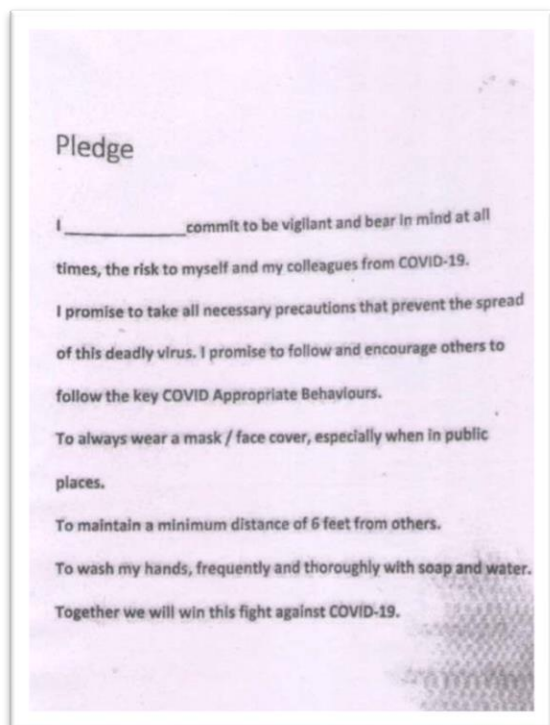 Pledge
I ______________commit to be vigilant and bear in mind at all
times, the risk to myself and my colleagues from COVID-19.
I promise to take all necessary precautions that prevent the spread
of this deadly virus. I promise to follow and encourage others to
follow the key COVID Appropriate Behaviours.
To always wear a mask / face cover, especially when in public
places.
To maintain a minimum distance of 6 feet from others.
To wash my hands, frequently and thoroughly with soap and water.
Together we will win this fight against COVID-19.